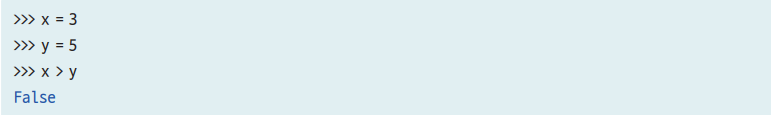 >>> x = 3
>>> y = 5
>>> x > y
False